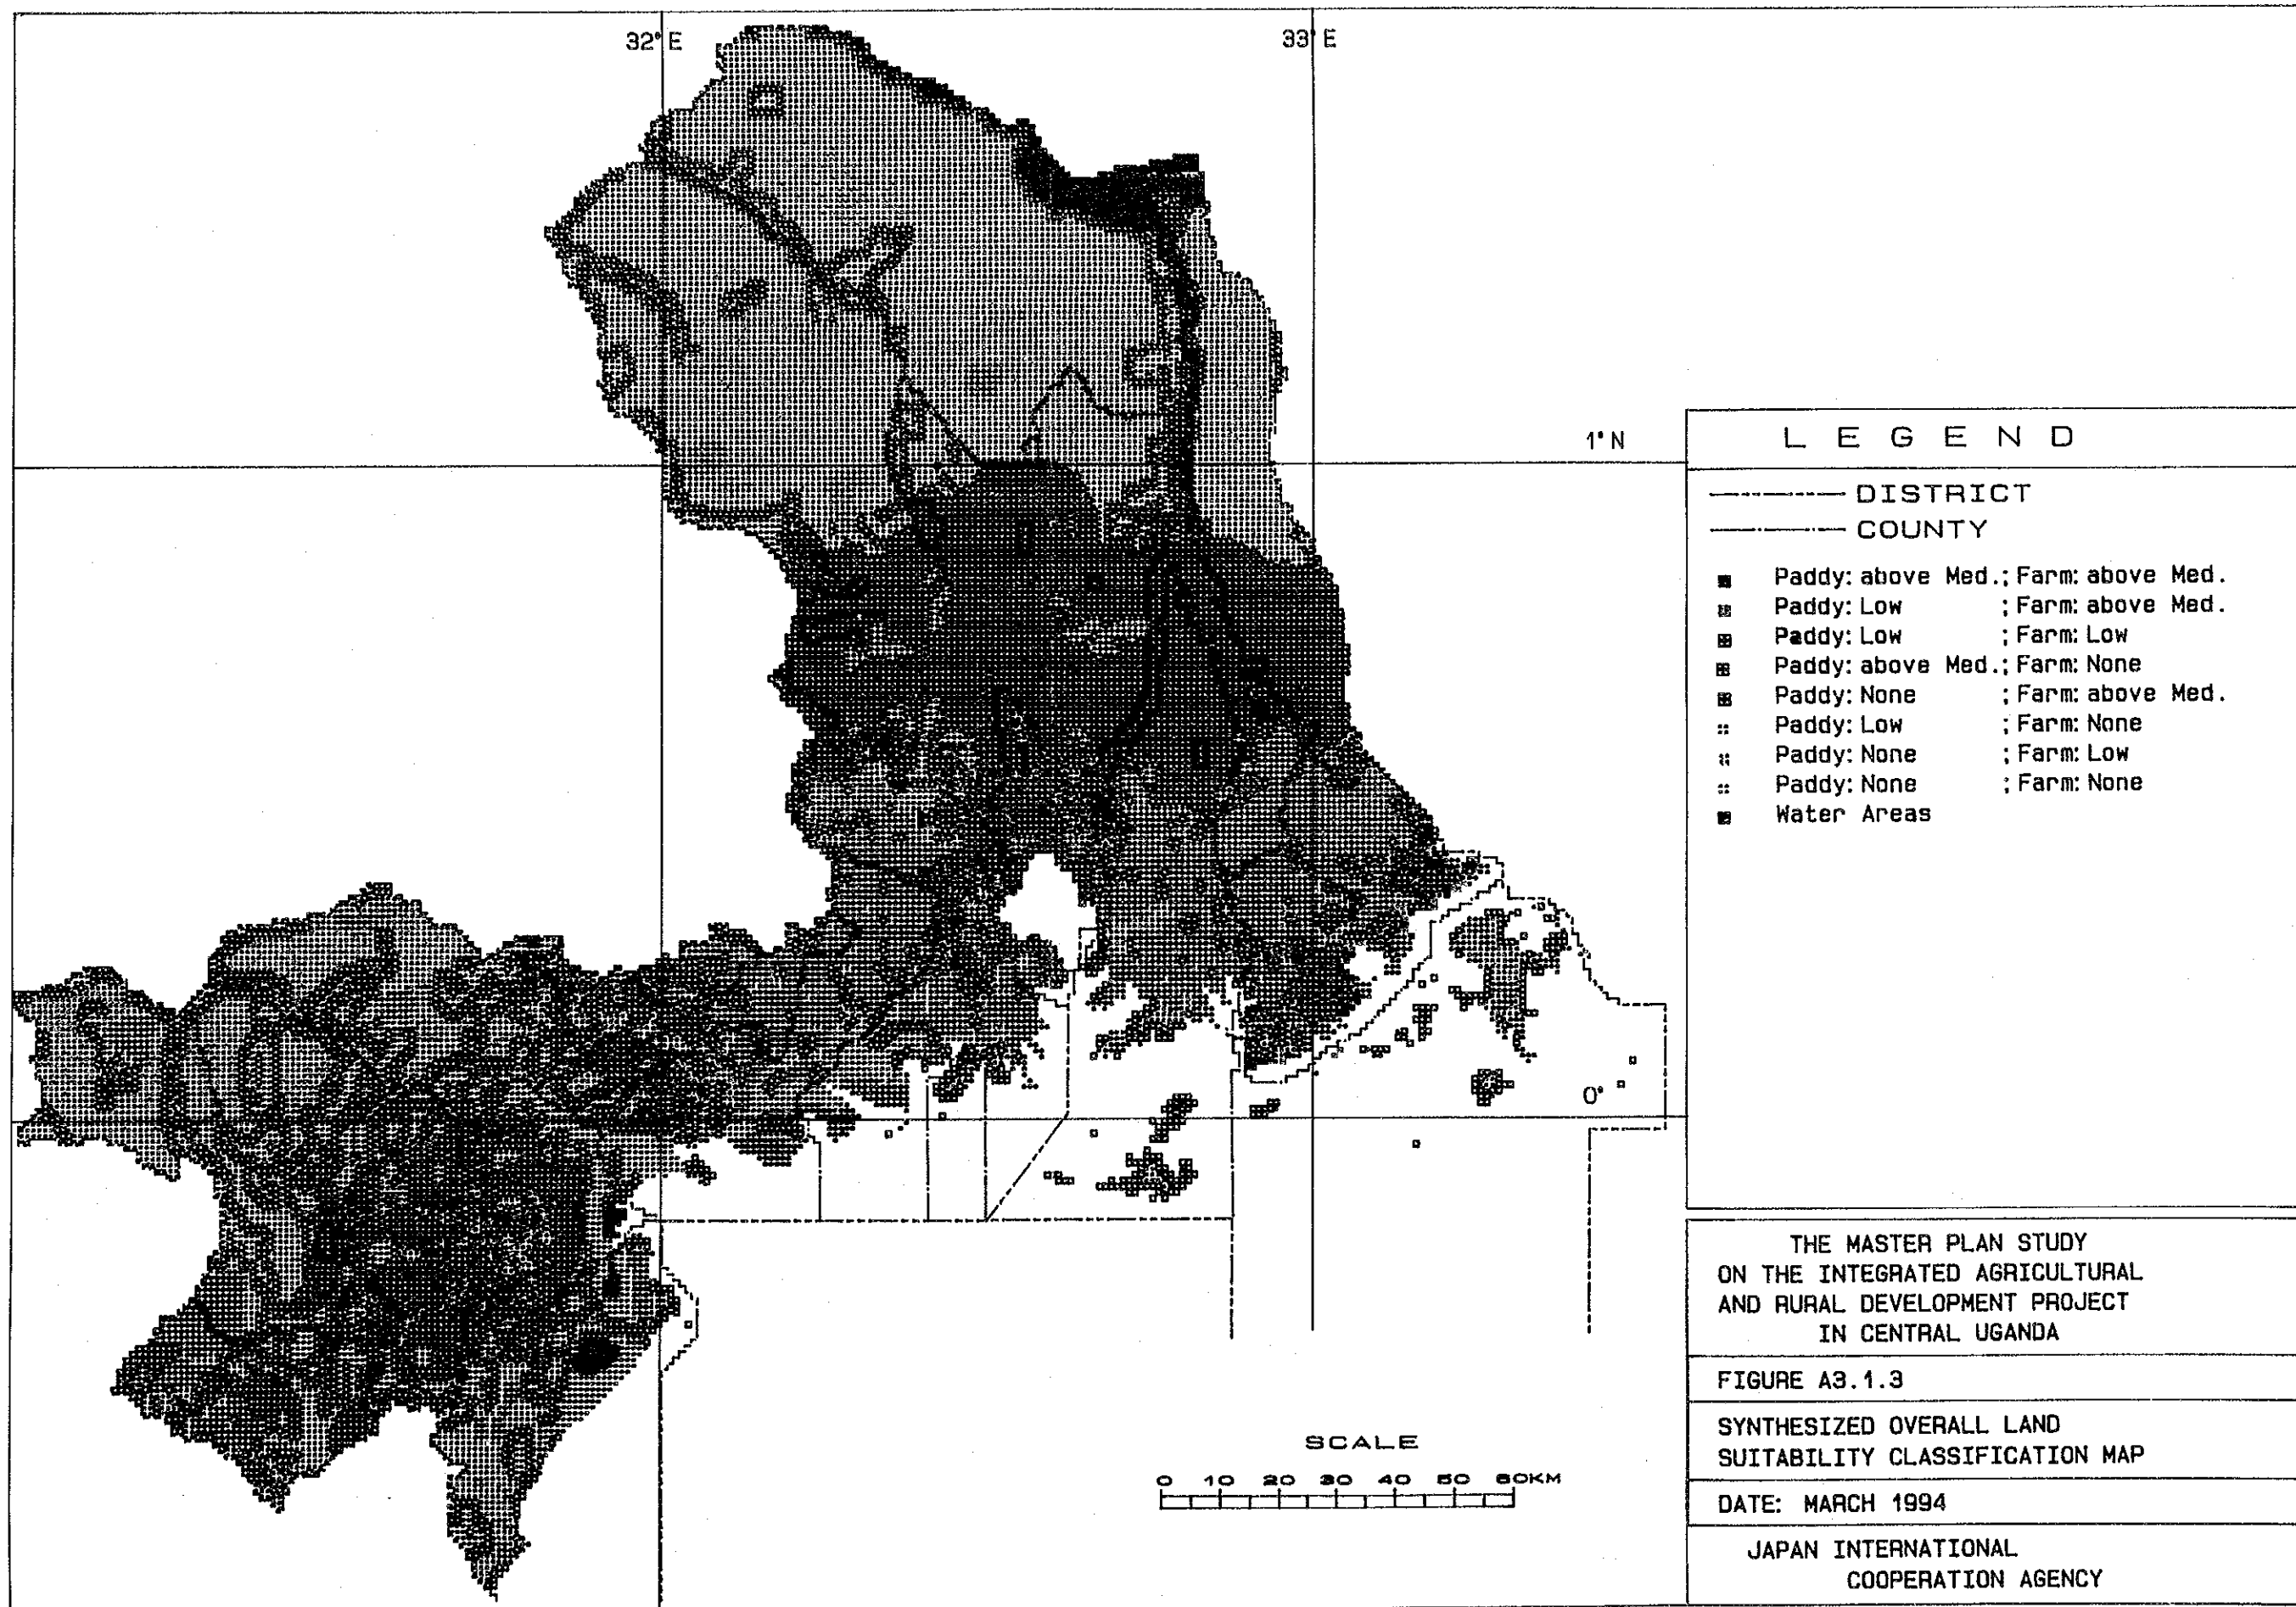 32° E
33° E
1° N
0°
LEGEND
DISTRICT
COUNTY
Paddy: above Med.; Farm: above Med.
Paddy: Low ; Farm: above Med.
Paddy: Low ; Farm: Low
Paddy: above Med.; Farm: None
Paddy: None ; Farm: above Med.
Paddy: Low ; Farm: None
Paddy: None ; Farm: Low
Paddy: None ; Farm: None
Water Areas
SCALE
0 10 20 30 40 50 60KM
THE MASTER PLAN STUDY
ON THE INTEGRATED AGRICULTURAL
AND RURAL DEVELOPMENT PROJECT
IN CENTRAL UGANDA
FIGURE A3.1.3
SYNTHESIZED OVERALL LAND
SUITABILITY CLASSIFICATION MAP
DATE: MARCH 1994
JAPAN INTERNATIONAL
COOPERATION AGENCY